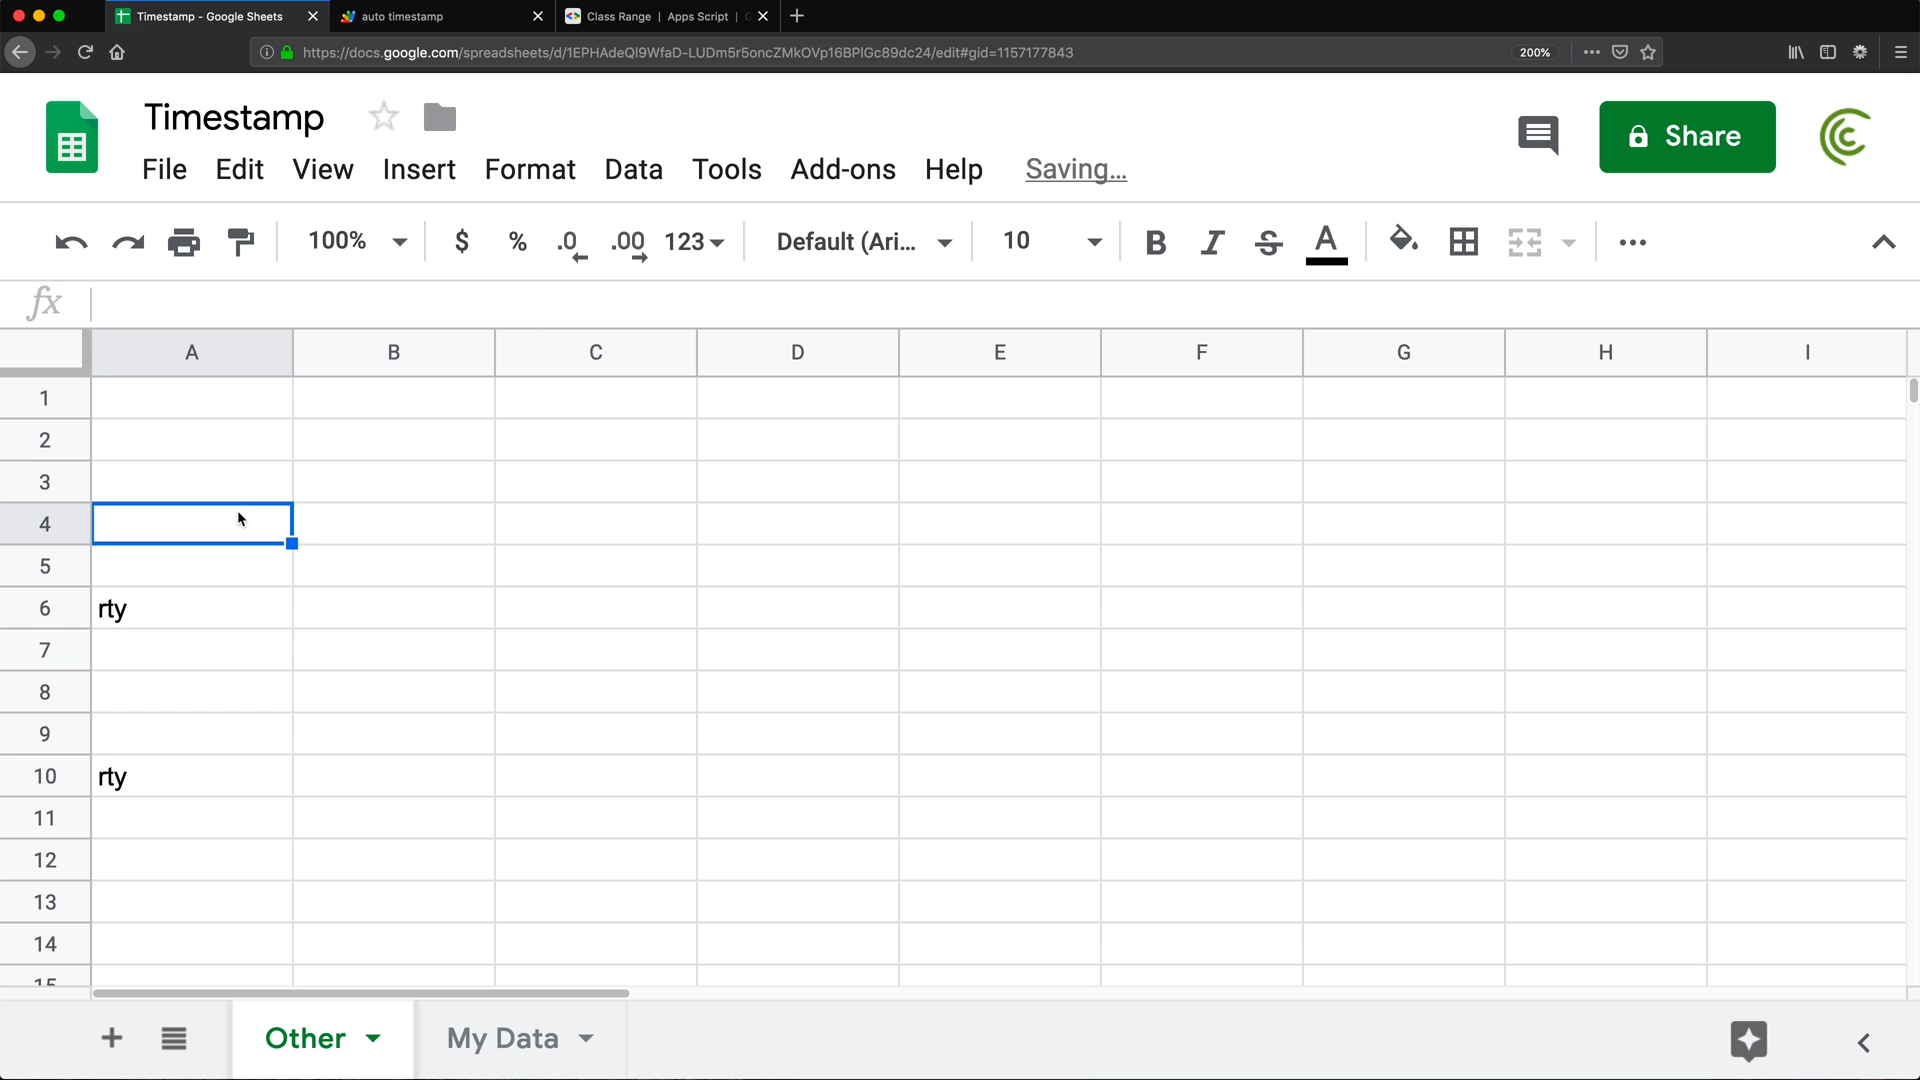 Timestamp - Google Sheets
auto timestamp
Class Range | Apps Script |
https://docs.google.com/spreadsheets/d/1EPHAdeQI9WfaD-LUDm5r5oncZMkOVp16BPlGc89dc24/edit#gid=1157177843
200%
Timestamp
File Edit View Insert Format Data Tools Add-ons Help Saving…
Share
100% $ % .0 .00 123 Default (Ari... 10 B I S A
fx
A B C D E F G H I
1
2
3
4
5
6 rty
7
8
9
10 rty
11
12
13
14
15
Other My Data